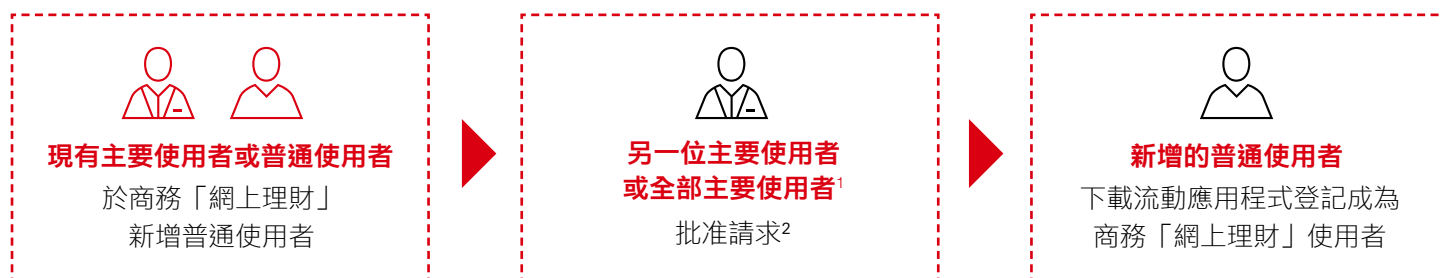 現有主要使用者或普通使用者
於商務「網上理財」
新增普通使用者
另一位主要使用者
或全部主要使用者¹
批准請求²
新增的普通使用者
下載流動應用程式登記成為
商務「網上理財」使用者